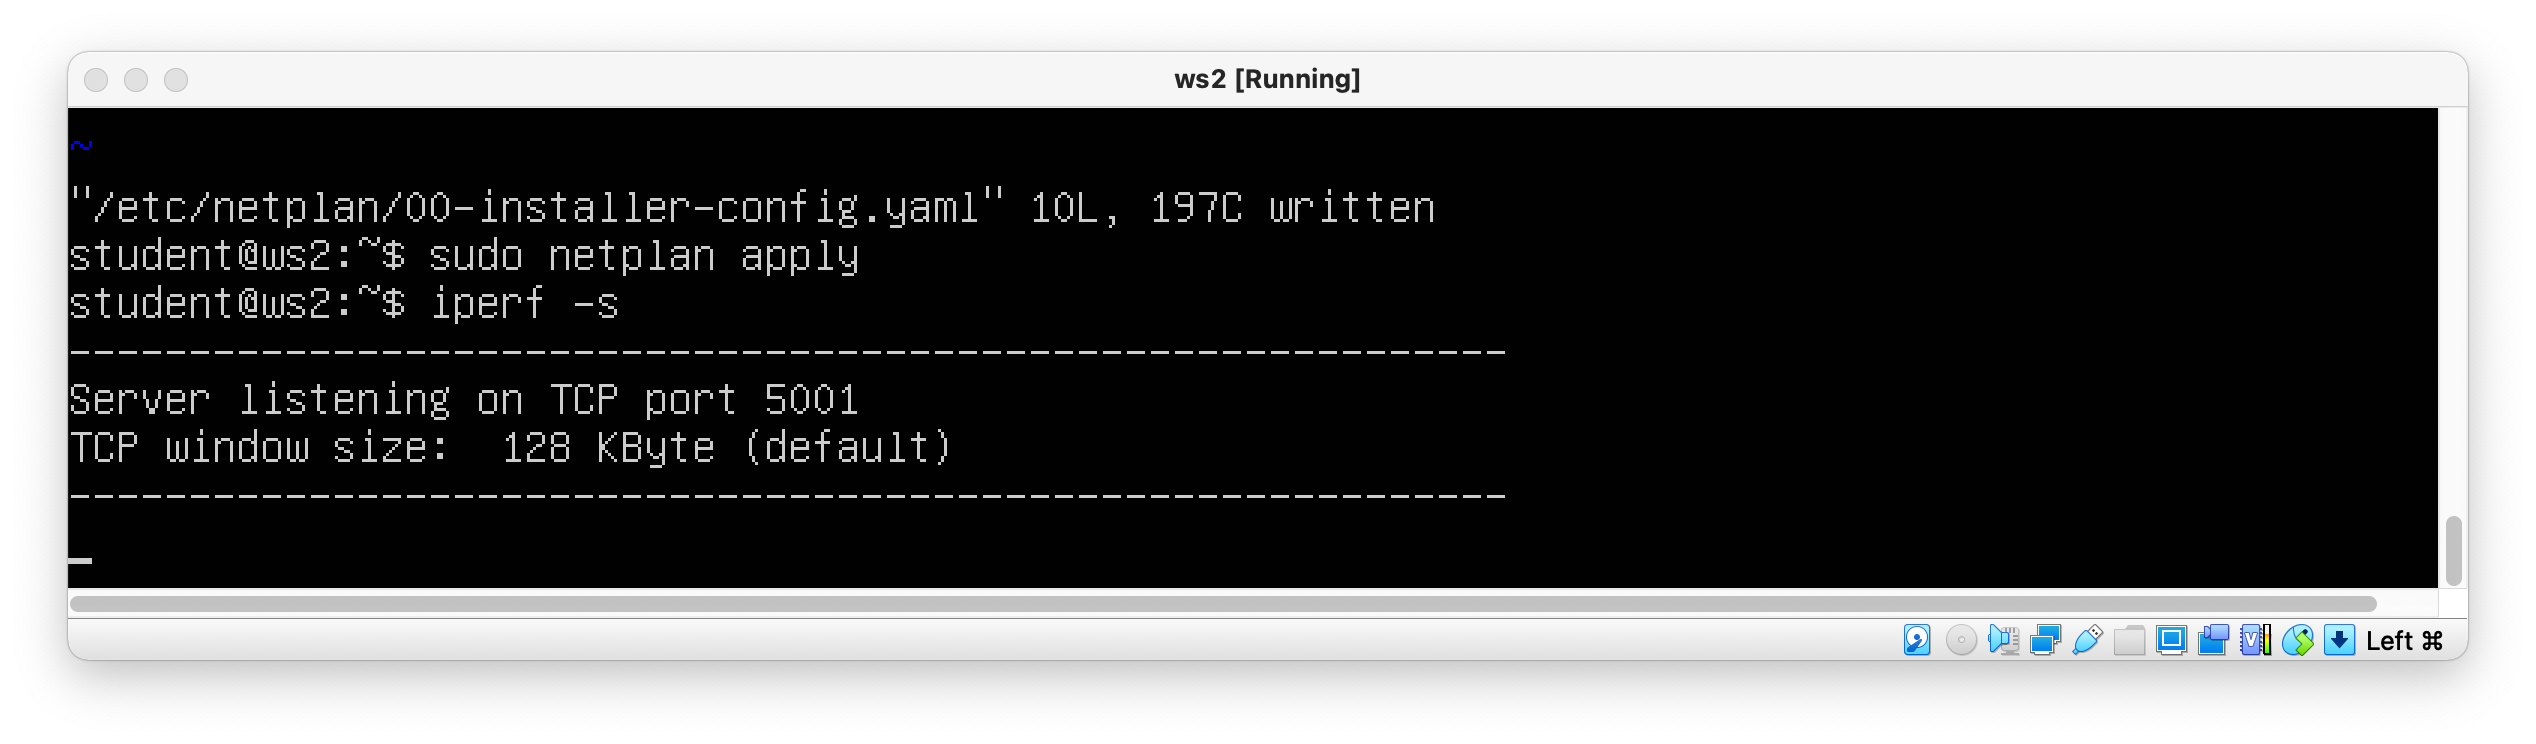 ws2 [Running]
~
"/etc/netplan/00-installer-config.yaml" 10L, 197C written
student@ws2:~$ sudo netplan apply
student@ws2:~$ iperf -s
------------------------------------------------------------
Server listening on TCP port 5001
TCP window size:  128 KByte (default)
------------------------------------------------------------
Left ⌘